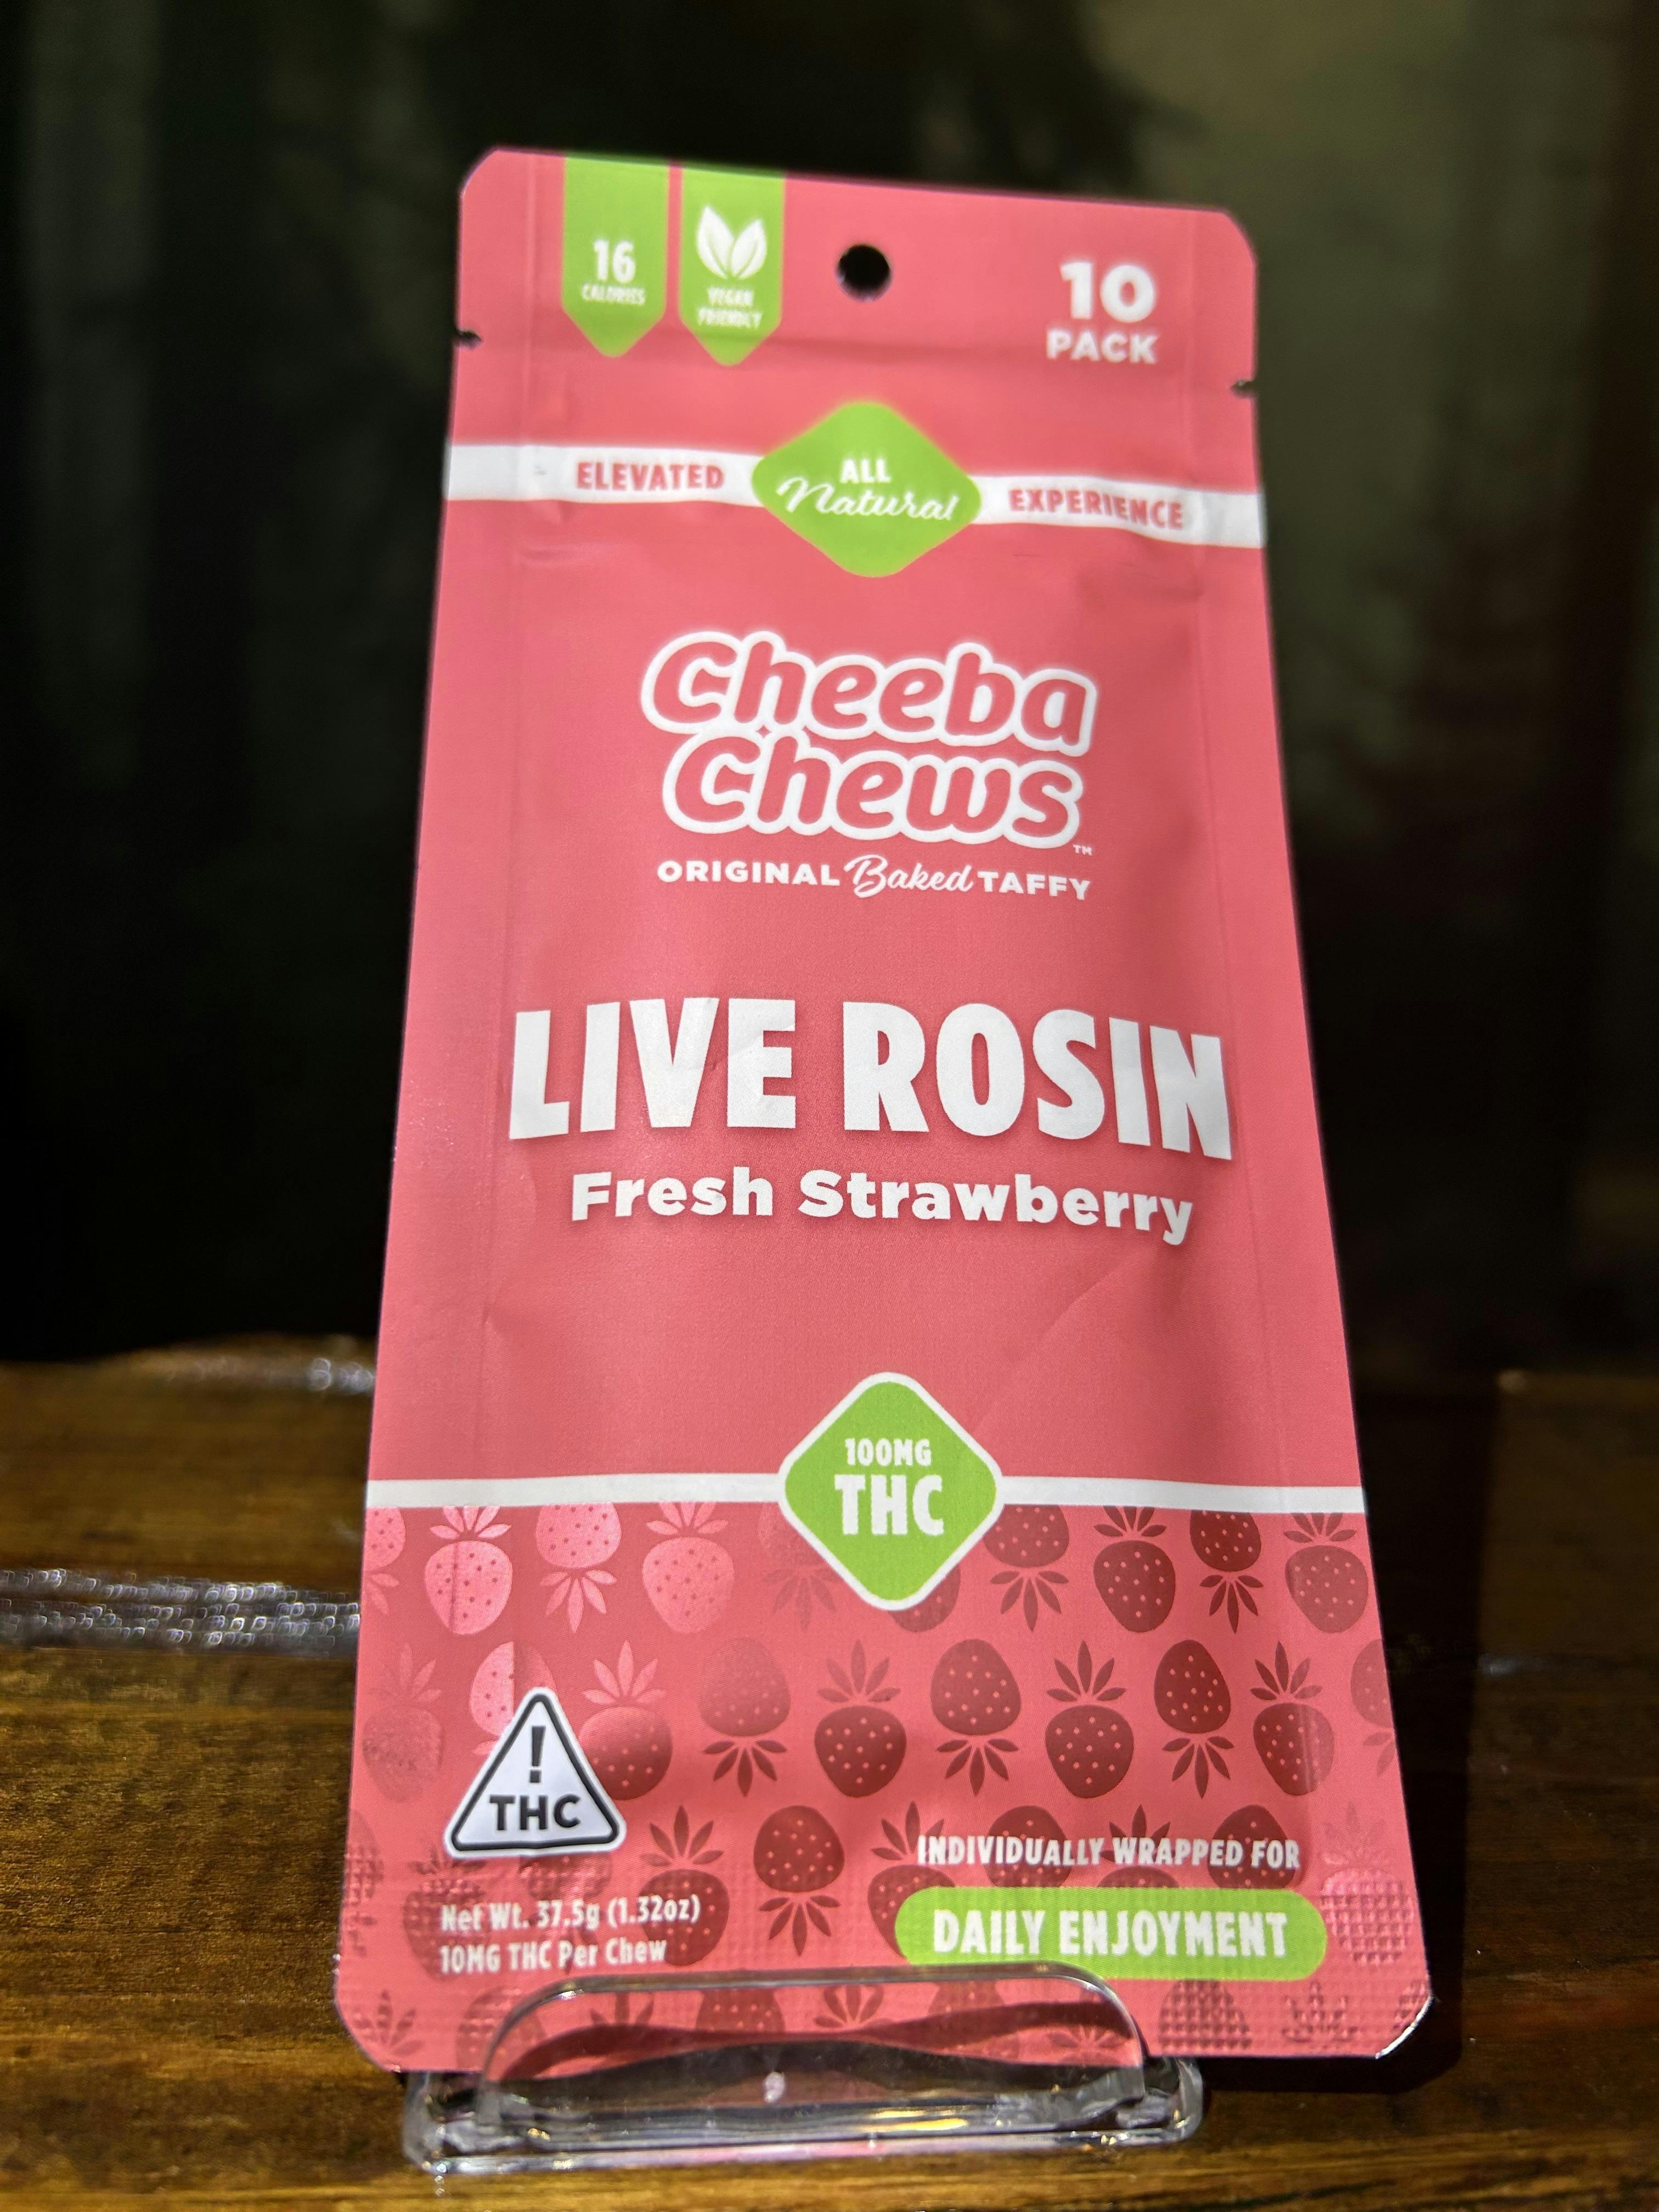 16
CALORIES
VEGAN
FRIENDLY
10
PACK
ELEVATED
ALL
Natural
EXPERIENCE
Cheeba
Chews™
ORIGINAL Baked TAFFY
LIVE ROSIN
Fresh Strawberry
100MG
THC
!
THC
Net Wt. 37.5g (1.32oz)
10MG THC Per Chew
INDIVIDUALLY WRAPPED FOR
DAILY ENJOYMENT